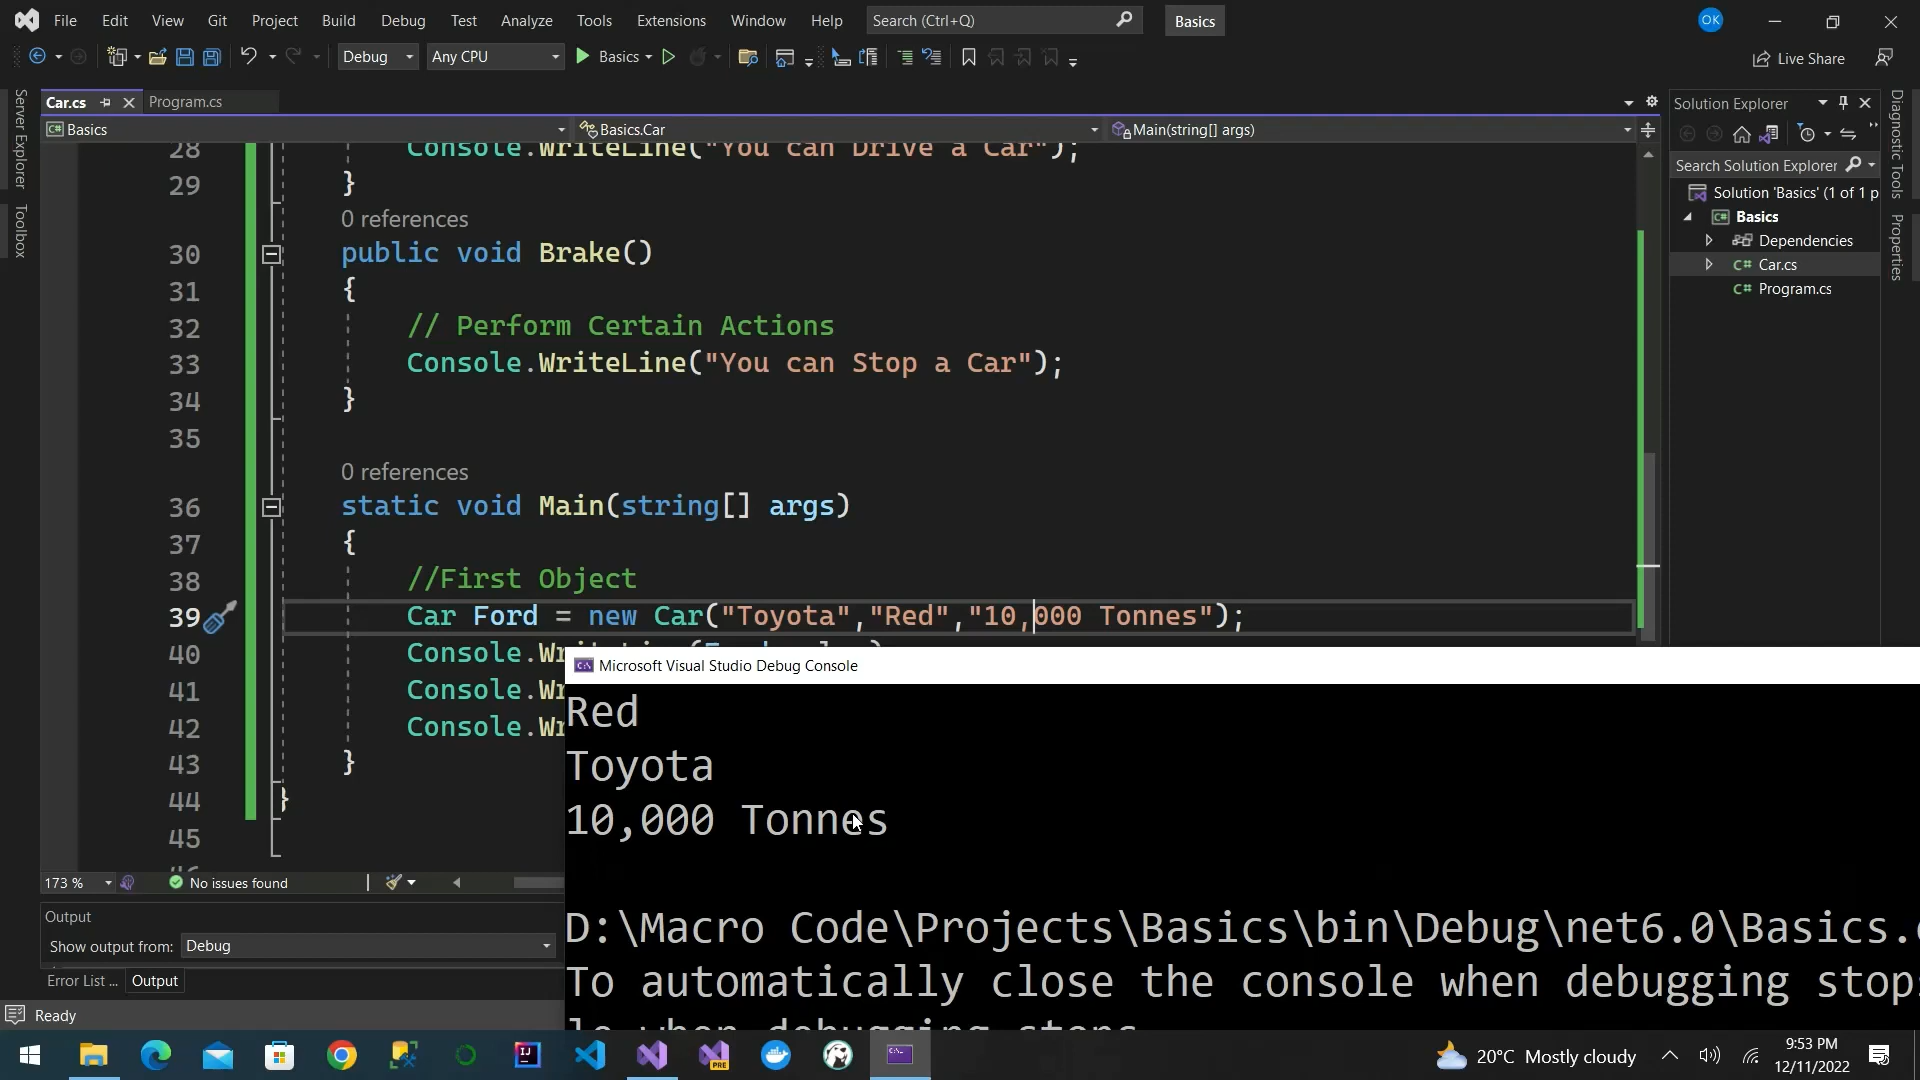 File Edit View Git Project Build Debug Test Analyze Tools Extensions Window Help Search (Ctrl+Q) Basics OK
Debug Any CPU Basics Live Share
Server Explorer
Toolbox
Car.cs Program.cs
Basics Basics.Car Main(string[] args)
28 Console.WriteLine("You can Drive a Car");
29 }
0 references
30 public void Brake()
31 {
32 // Perform Certain Actions
33 Console.WriteLine("You can Stop a Car");
34 }
35
0 references
36 static void Main(string[] args)
37 {
38 //First Object
39 Car Ford = new Car("Toyota","Red","10,000 Tonnes");
40 Console.Wr
41 Console.Wr
42 Console.Wr
43 }
44 }
45
173 % No issues found
Output
Show output from: Debug
Error List ... Output
Ready
Microsoft Visual Studio Debug Console
Red
Toyota
10,000 Tonnes
D:\Macro Code\Projects\Basics\bin\Debug\net6.0\Basics.
To automatically close the console when debugging stop
le when debugging stops
Solution Explorer
Search Solution Explorer
Solution 'Basics' (1 of 1 p
Basics
Dependencies
C# Car.cs
C# Program.cs
Diagnostic Tools
Properties
20°C Mostly cloudy
9:53 PM
12/11/2022